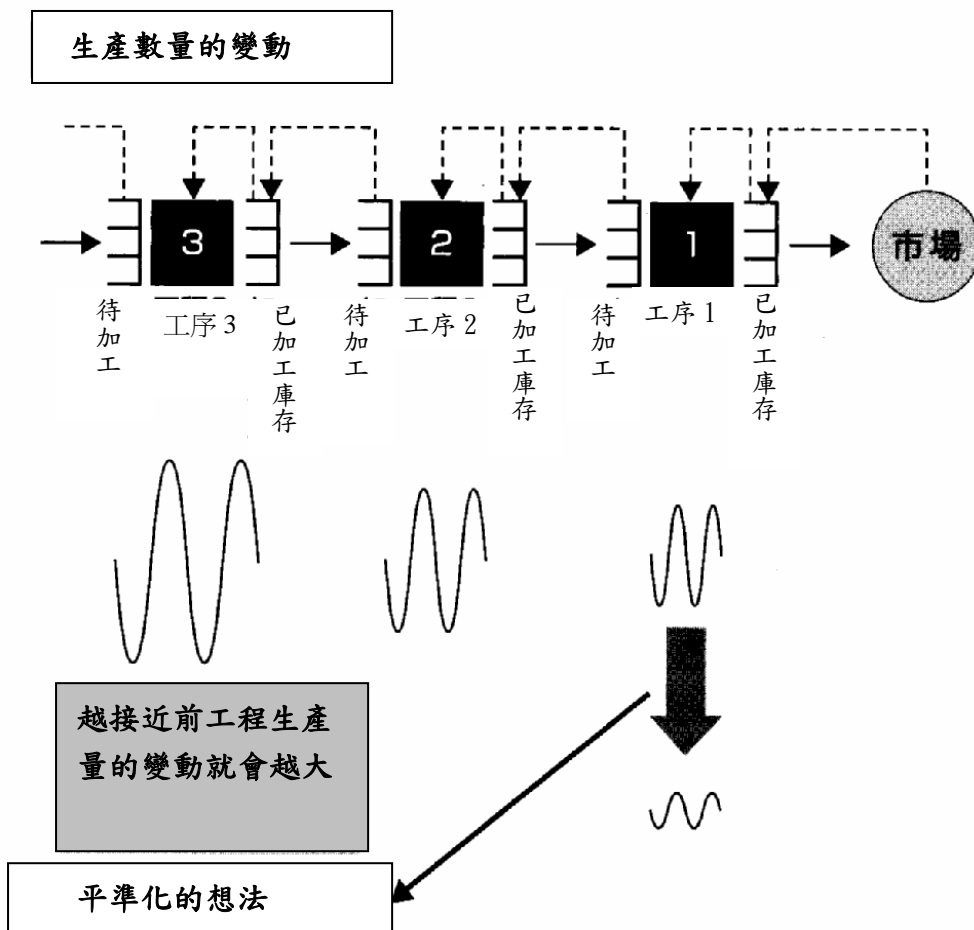 生產數量的變動
3
2
1
市場
待加工
工序3
已加工庫存
待加工
工序2
已加工庫存
待加工
工序1
已加工庫存
越接近前工程生產
量的變動就會越大
平準化的想法